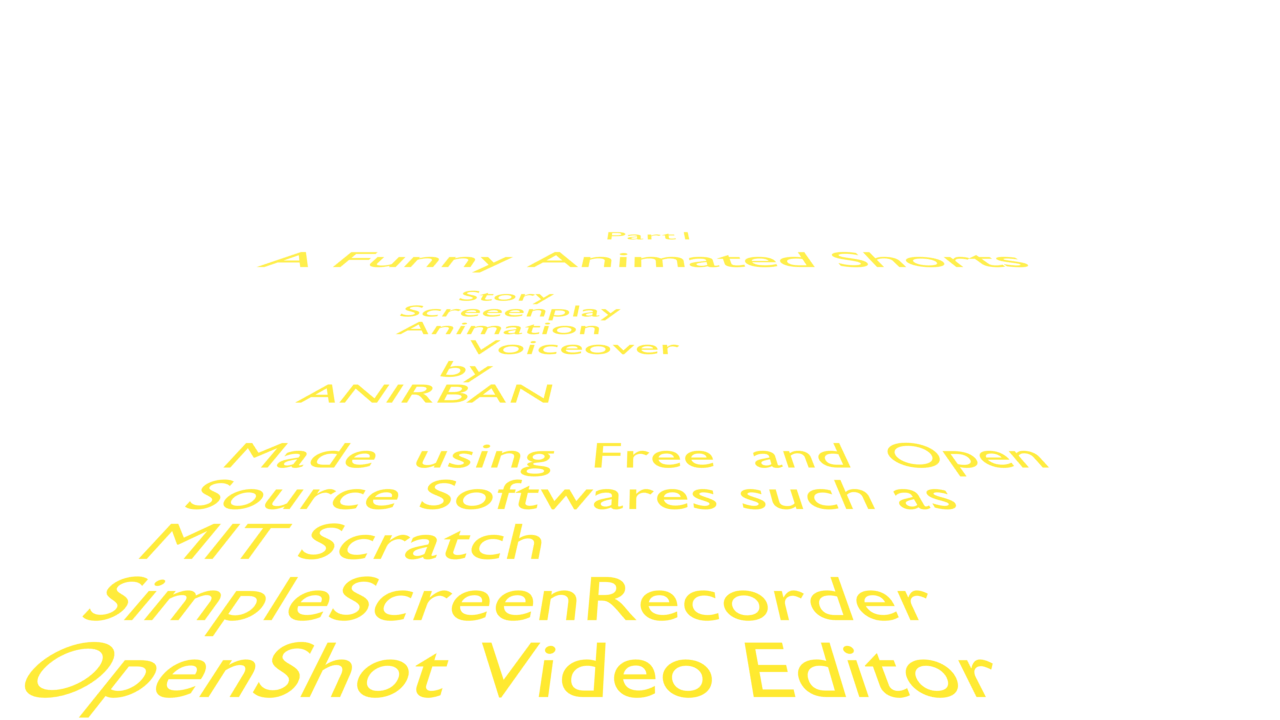 Part1
A Funny Animated Shorts
Story
Screeenplay
Animation
Voiceover
by
ANIRBAN
Made using Free and Open
Source Softwares such as
MIT Scratch
SimpleScreenRecorder
OpenShot Video Editor